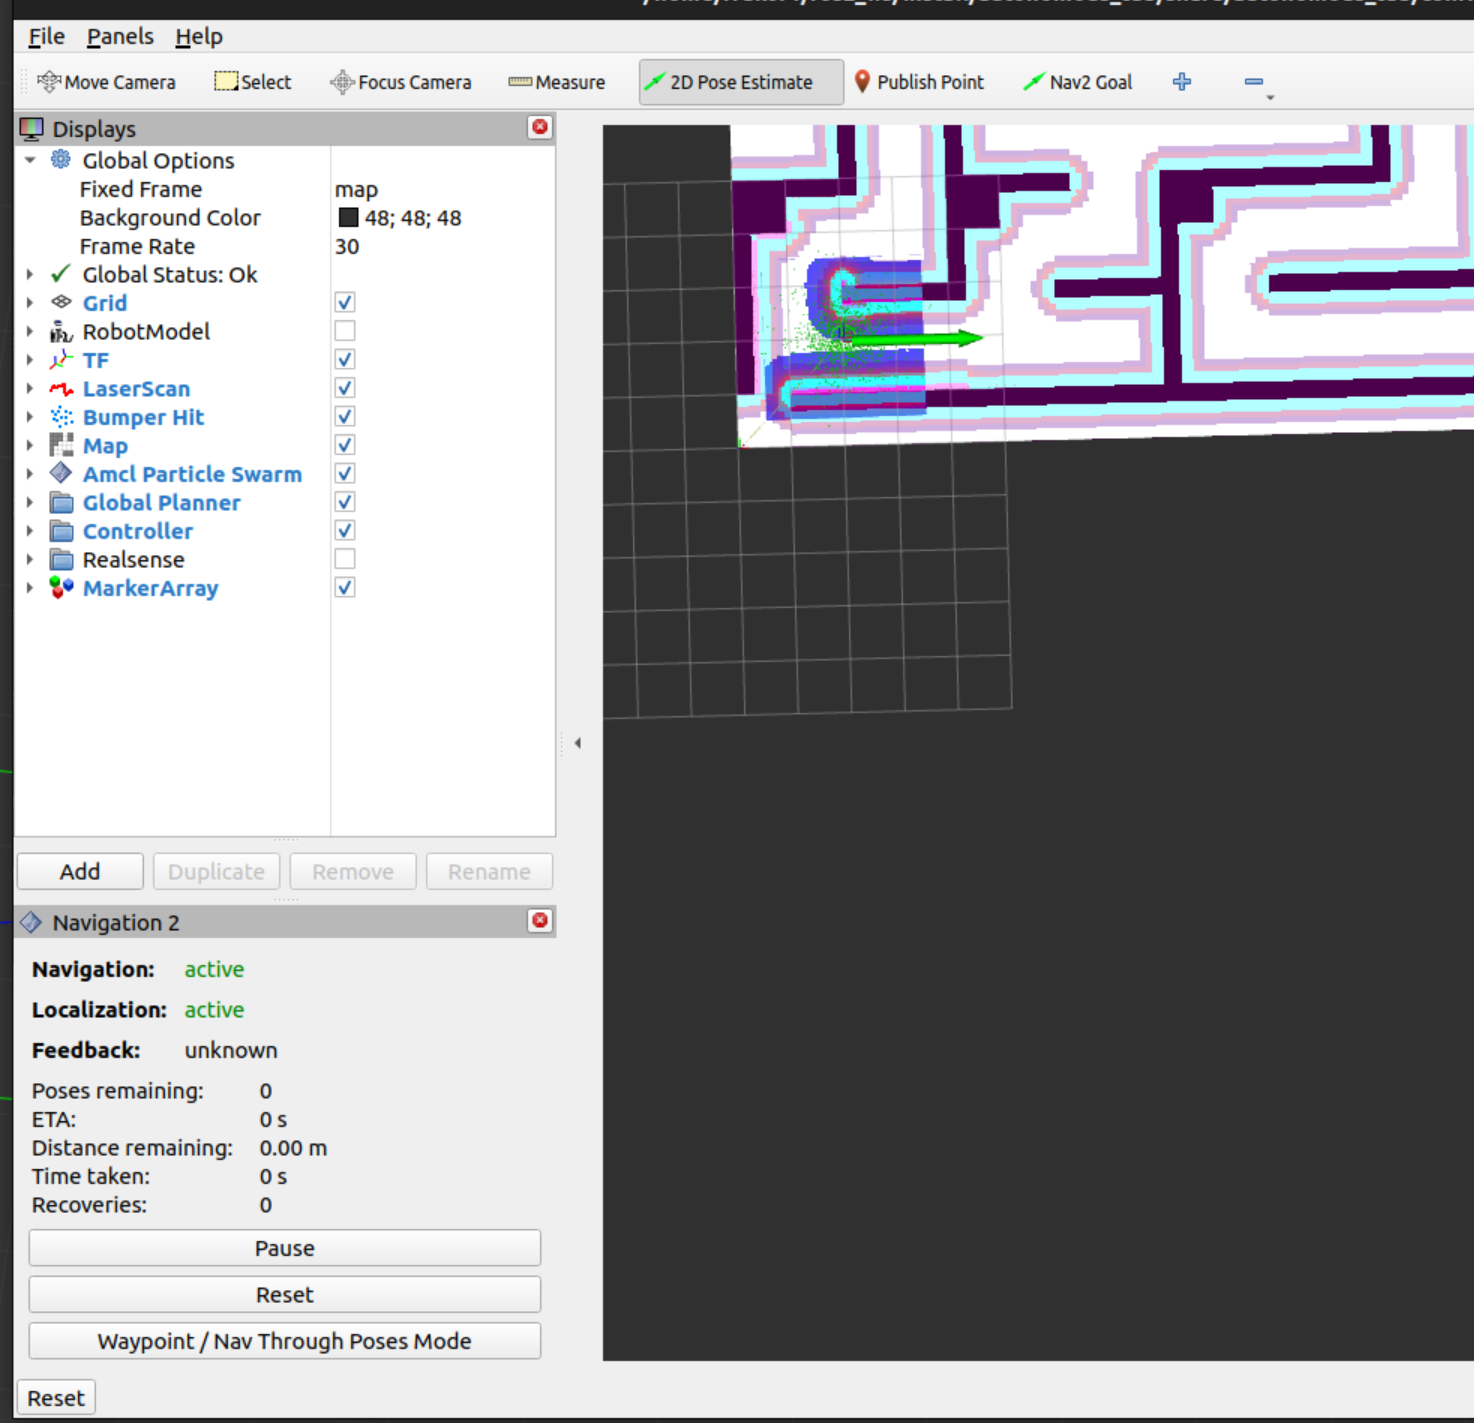 File Panels Help
Move Camera Select Focus Camera Measure 2D Pose Estimate Publish Point Nav2 Goal
Displays
Global Options
Fixed Frame map
Background Color 48; 48; 48
Frame Rate 30
Global Status: Ok
Grid
RobotModel
TF
LaserScan
Bumper Hit
Map
Amcl Particle Swarm
Global Planner
Controller
Realsense
MarkerArray
Add Duplicate Remove Rename
Navigation 2
Navigation: active
Localization: active
Feedback: unknown
Poses remaining: 0
ETA: 0 s
Distance remaining: 0.00 m
Time taken: 0 s
Recoveries: 0
Pause
Reset
Waypoint / Nav Through Poses Mode
Reset